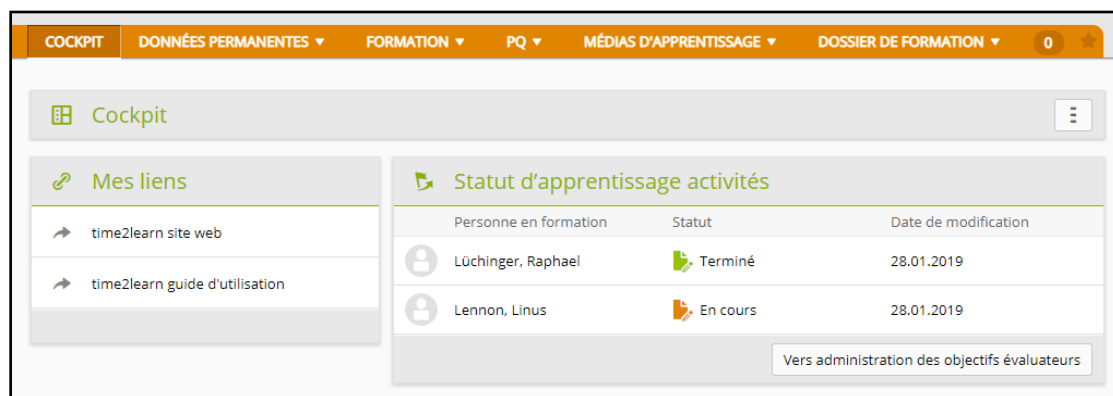 COCKPIT DONNÉES PERMANENTES ▼ FORMATION ▼ PQ ▼ MÉDIAS D'APPRENTISSAGE ▼ DOSSIER DE FORMATION ▼ 0
Cockpit
Mes liens
time2learn site web
time2learn guide d'utilisation
Statut d’apprentissage activités
Personne en formation Statut Date de modification
Lüchinger, Raphael Terminé 28.01.2019
Lennon, Linus En cours 28.01.2019
Vers administration des objectifs évaluateurs